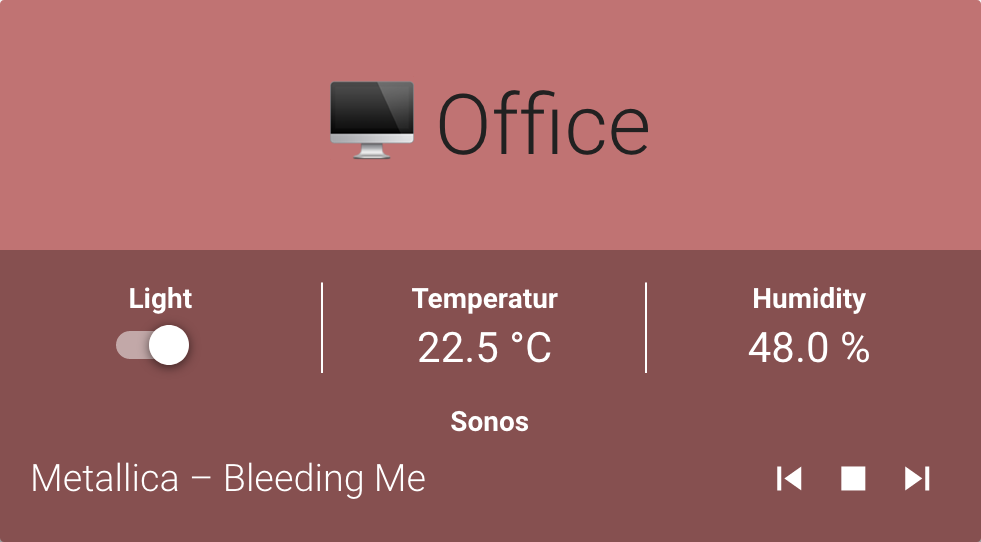 Office
Light Temperatur Humidity
22.5 °C 48.0 %
Sonos
Metallica – Bleeding Me